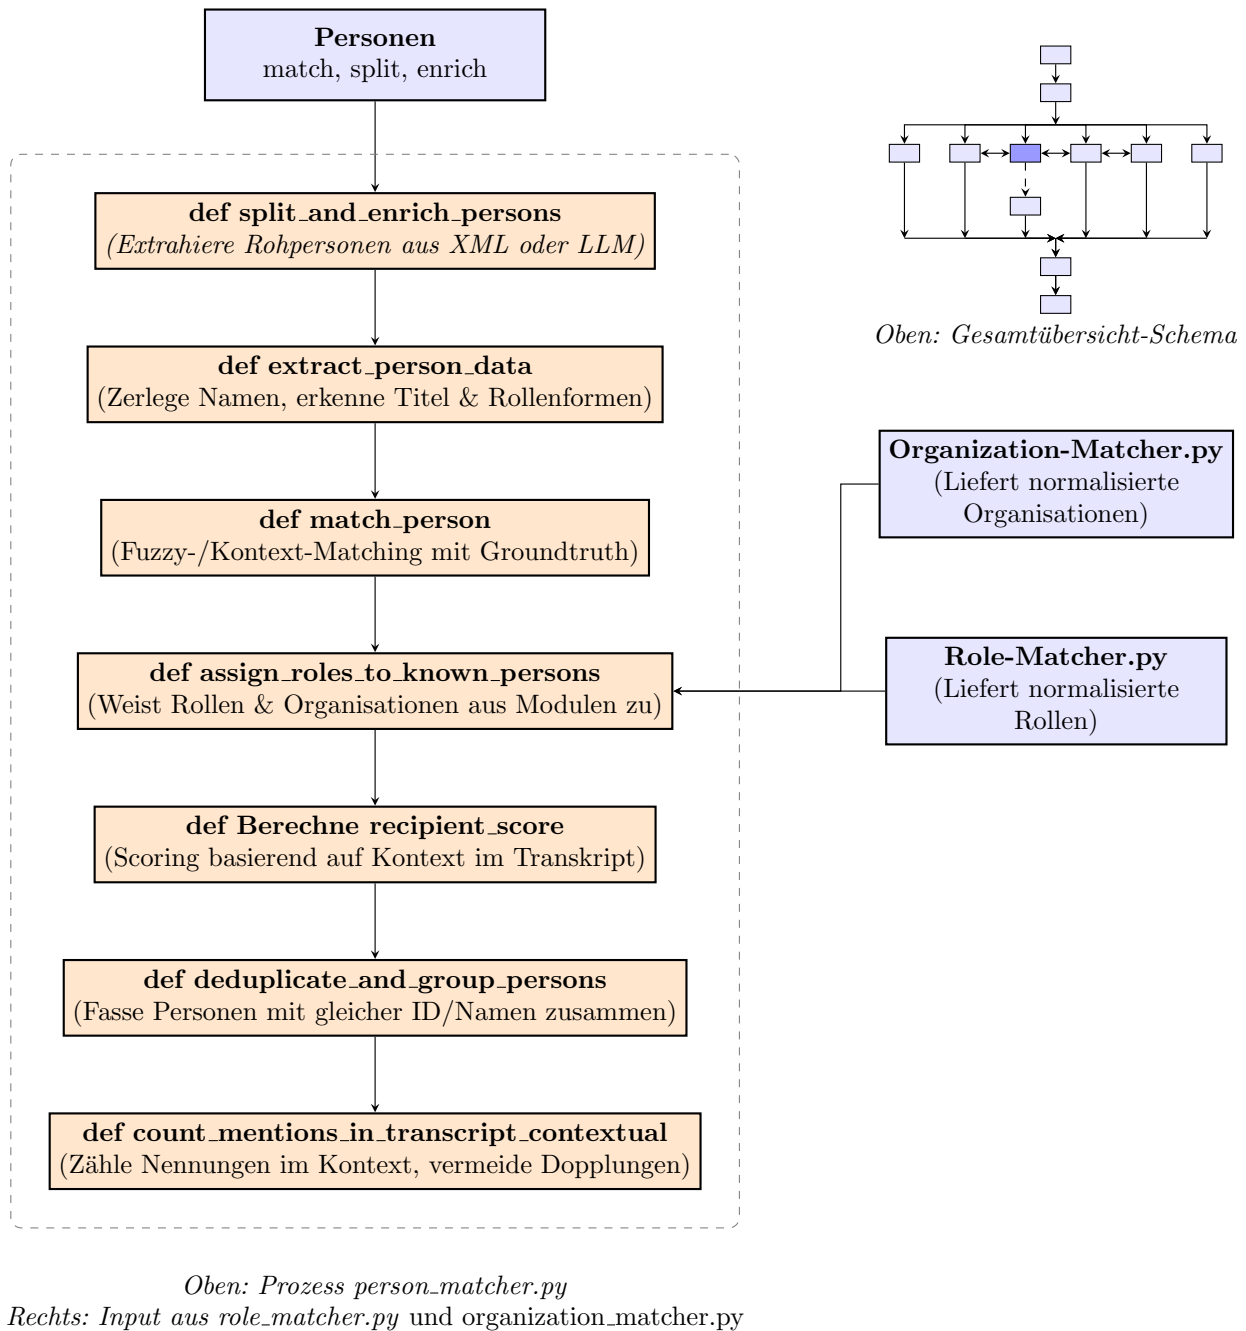 Personen
match, split, enrich
def split_and_enrich_persons
(Extrahiere Rohpersonen aus XML oder LLM)
def extract_person_data
(Zerlege Namen, erkenne Titel & Rollenformen)
def match_person
(Fuzzy-/Kontext-Matching mit Groundtruth)
def assign_roles_to_known_persons
(Weist Rollen & Organisationen aus Modulen zu)
def Berechne recipient_score
(Scoring basierend auf Kontext im Transkript)
def deduplicate_and_group_persons
(Fasse Personen mit gleicher ID/Namen zusammen)
def count_mentions_in_transcript_contextual
(Zähle Nennungen im Kontext, vermeide Dopplungen)
Oben: Gesamtübersicht-Schema
Organization-Matcher.py
(Liefert normalisierte
Organisationen)
Role-Matcher.py
(Liefert normalisierte
Rollen)
Oben: Prozess person_matcher.py
Rechts: Input aus role_matcher.py und organization_matcher.py